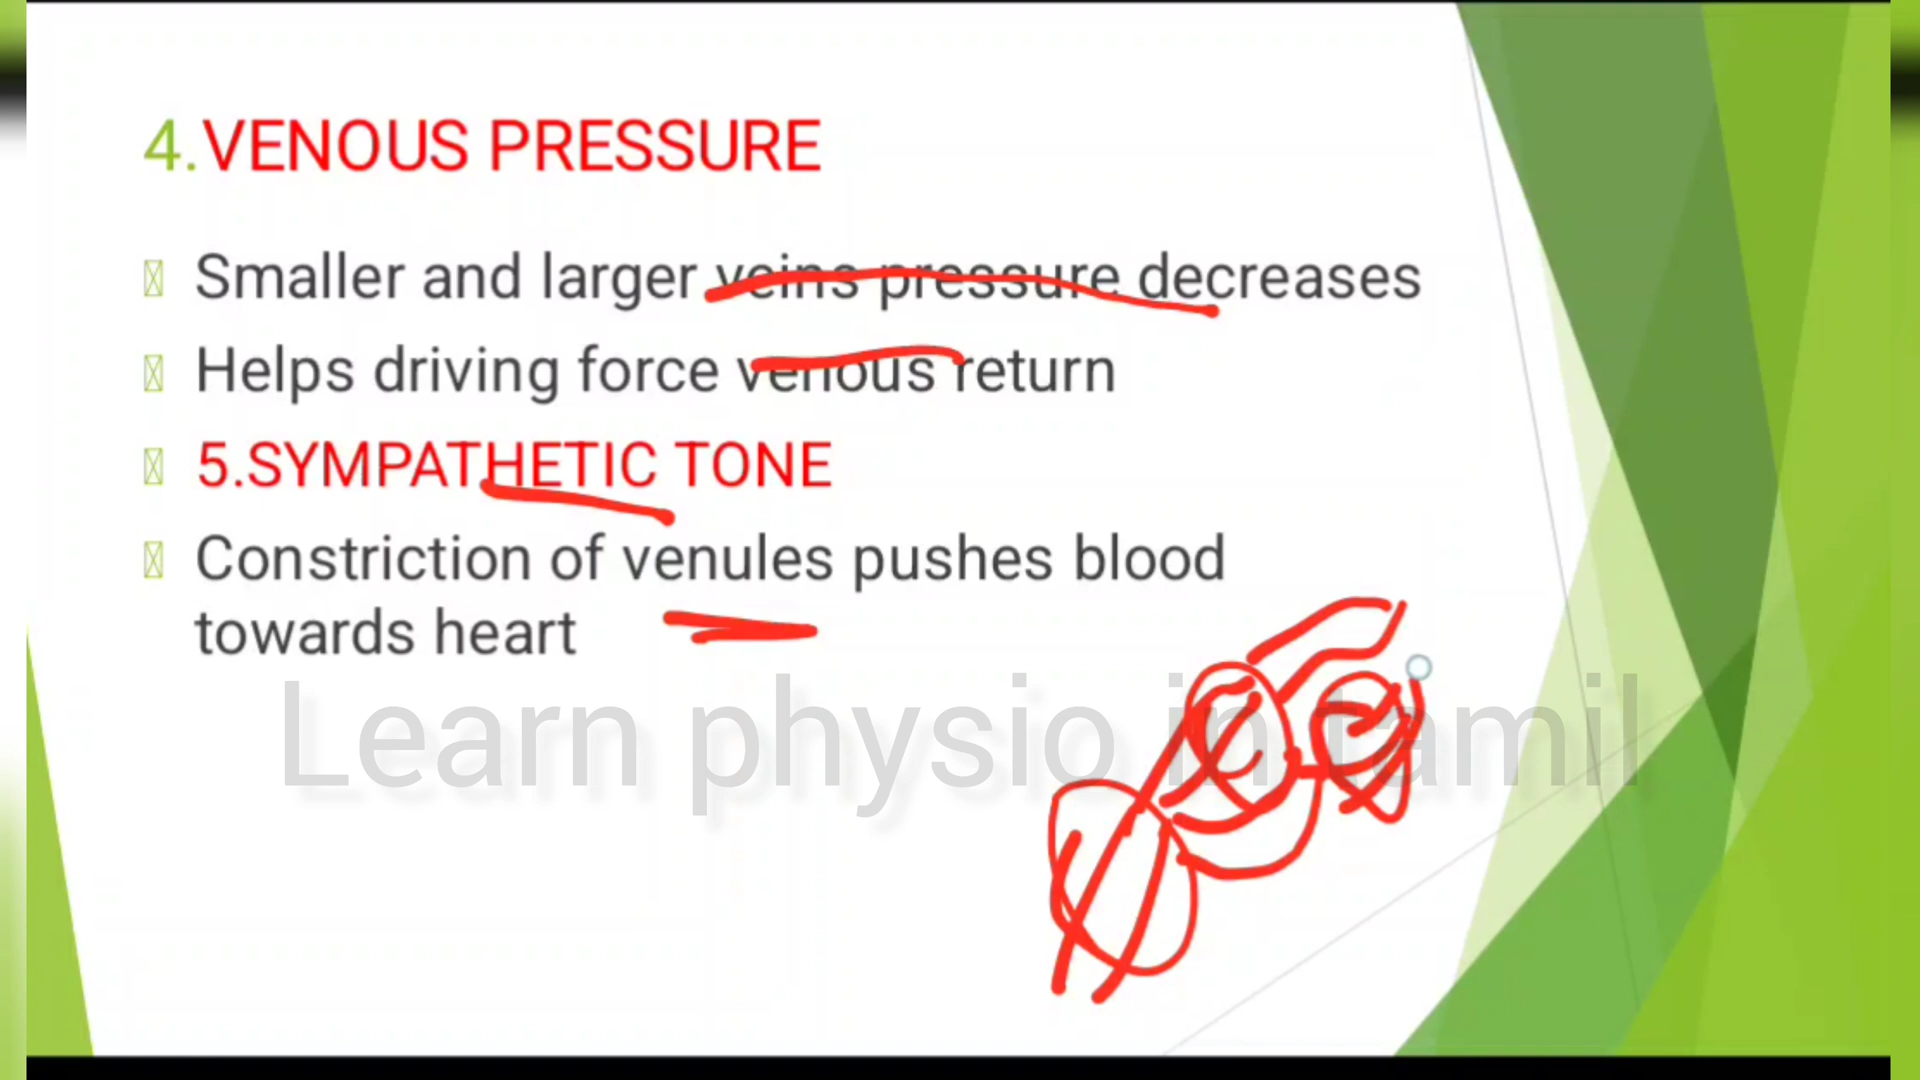 4.VENOUS PRESSURE
Smaller and larger veins pressure decreases
Helps driving force venous return
5.SYMPATHETIC TONE
Constriction of venules pushes blood
towards heart
Learn physio in tamil